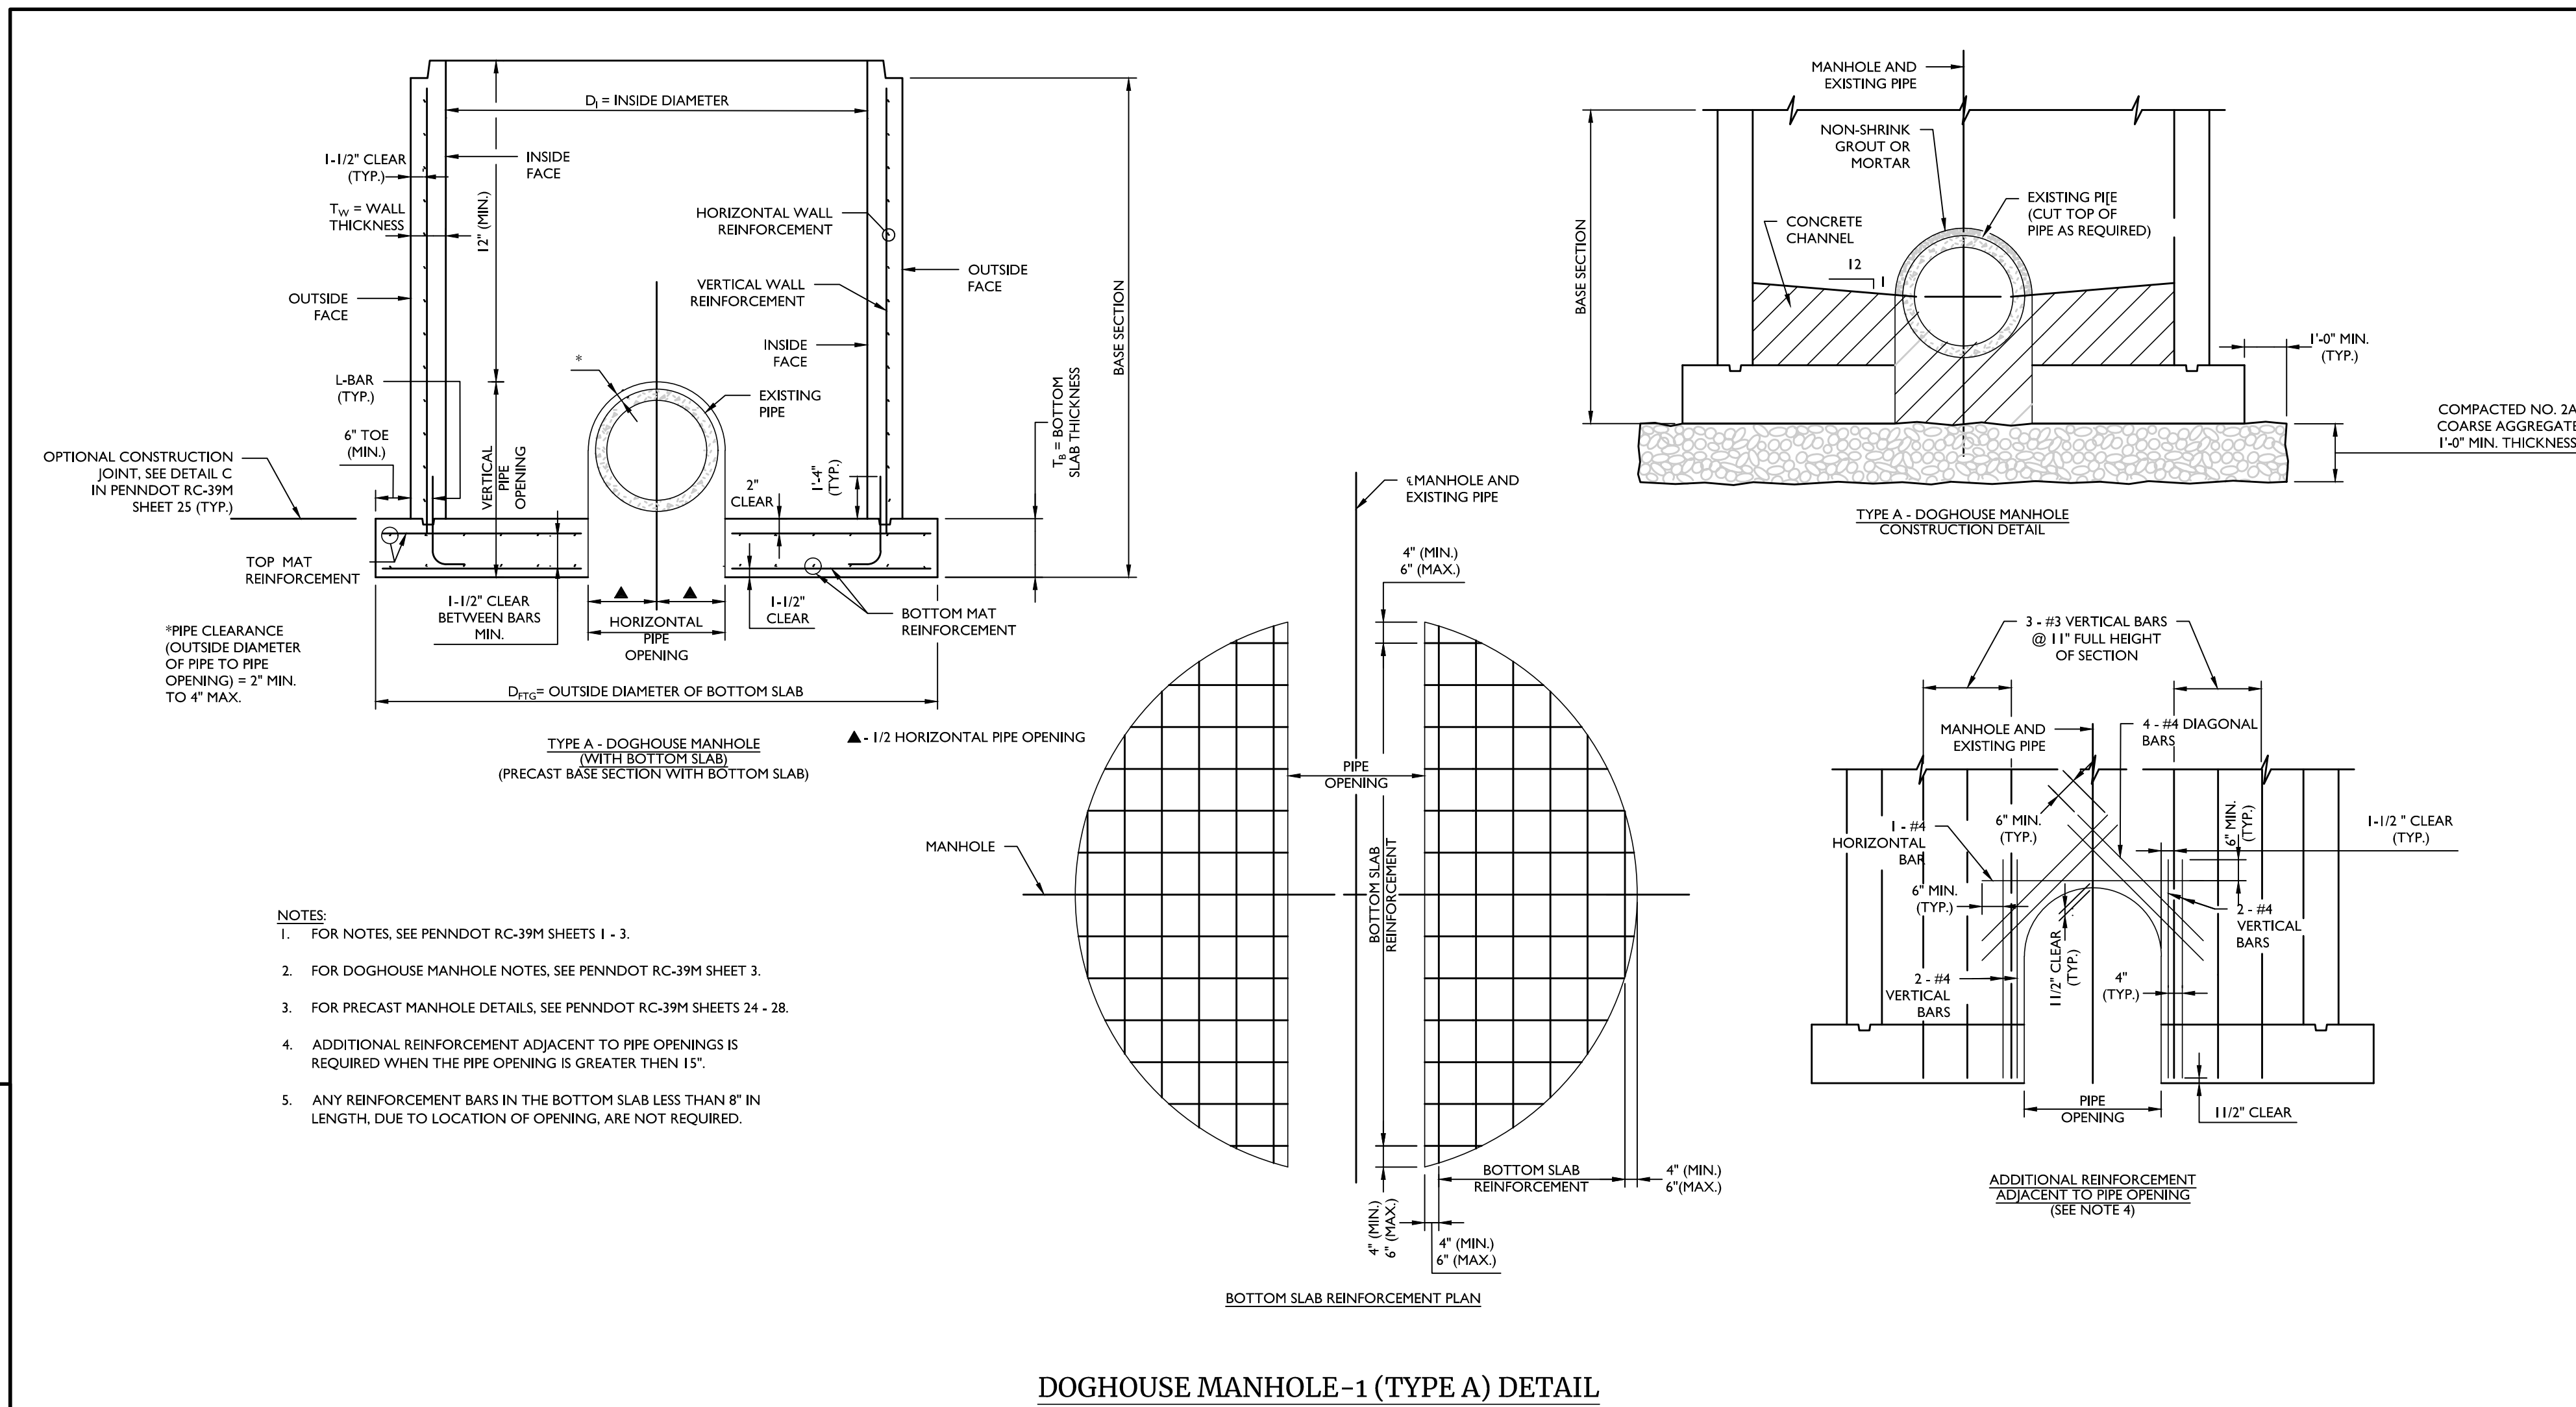 D_I = INSIDE DIAMETER
1-1/2" CLEAR
(TYP.)
INSIDE
FACE
T_W = WALL
THICKNESS
12" (MIN.)
HORIZONTAL WALL
REINFORCEMENT
OUTSIDE
FACE
VERTICAL WALL
REINFORCEMENT
OUTSIDE
FACE
INSIDE
FACE
BASE SECTION
*
L-BAR
(TYP.)
EXISTING
PIPE
T_B = BOTTOM
SLAB THICKNESS
6" TOE
(MIN.)
OPTIONAL CONSTRUCTION
JOINT, SEE DETAIL C
IN PENNDOT RC-39M
SHEET 25 (TYP.)
VERTICAL
PIPE
OPENING
2"
CLEAR
1'-4"
(TYP.)
TOP MAT
REINFORCEMENT
1-1/2" CLEAR
BETWEEN BARS
MIN.
▲ ▲
HORIZONTAL
PIPE
OPENING
1-1/2"
CLEAR
BOTTOM MAT
REINFORCEMENT
*PIPE CLEARANCE
(OUTSIDE DIAMETER
OF PIPE TO PIPE
OPENING) = 2" MIN.
TO 4" MAX.
D_FTG= OUTSIDE DIAMETER OF BOTTOM SLAB
▲ - 1/2 HORIZONTAL PIPE OPENING
TYPE A - DOGHOUSE MANHOLE
(WITH BOTTOM SLAB)
(PRECAST BASE SECTION WITH BOTTOM SLAB)
MANHOLE AND
EXISTING PIPE
NON-SHRINK
GROUT OR
MORTAR
EXISTING PI[E
(CUT TOP OF
PIPE AS REQUIRED)
CONCRETE
CHANNEL
12
1
BASE SECTION
1'-0" MIN.
(TYP.)
COMPACTED NO. 2A
COARSE AGGREGATE
1'-0" MIN. THICKNESS
TYPE A - DOGHOUSE MANHOLE
CONSTRUCTION DETAIL
℄MANHOLE AND
EXISTING PIPE
4" (MIN.)
6" (MAX.)
PIPE
OPENING
MANHOLE
BOTTOM SLAB
REINFORCEMENT
BOTTOM SLAB
REINFORCEMENT
4" (MIN.)
6"(MAX.)
4" (MIN.)
6" (MAX.)
4" (MIN.)
6" (MAX.)
BOTTOM SLAB REINFORCEMENT PLAN
3 - #3 VERTICAL BARS
@ 11" FULL HEIGHT
OF SECTION
MANHOLE AND
EXISTING PIPE
4 - #4 DIAGONAL
BARS
1 - #4
HORIZONTAL
BAR
6" MIN.
(TYP.)
6" MIN.
(TYP.)
1-1/2 " CLEAR
(TYP.)
6" MIN.
(TYP.)
2 - #4
VERTICAL
BARS
11/2" CLEAR
(TYP.)
2 - #4
VERTICAL
BARS
4"
(TYP.)
PIPE
OPENING
11/2" CLEAR
ADDITIONAL REINFORCEMENT
ADJACENT TO PIPE OPENING
(SEE NOTE 4)
NOTES:
1. FOR NOTES, SEE PENNDOT RC-39M SHEETS 1 - 3.
2. FOR DOGHOUSE MANHOLE NOTES, SEE PENNDOT RC-39M SHEET 3.
3. FOR PRECAST MANHOLE DETAILS, SEE PENNDOT RC-39M SHEETS 24 - 28.
4. ADDITIONAL REINFORCEMENT ADJACENT TO PIPE OPENINGS IS
REQUIRED WHEN THE PIPE OPENING IS GREATER THEN 15".
5. ANY REINFORCEMENT BARS IN THE BOTTOM SLAB LESS THAN 8" IN
LENGTH, DUE TO LOCATION OF OPENING, ARE NOT REQUIRED.
DOGHOUSE MANHOLE-1 (TYPE A) DETAIL